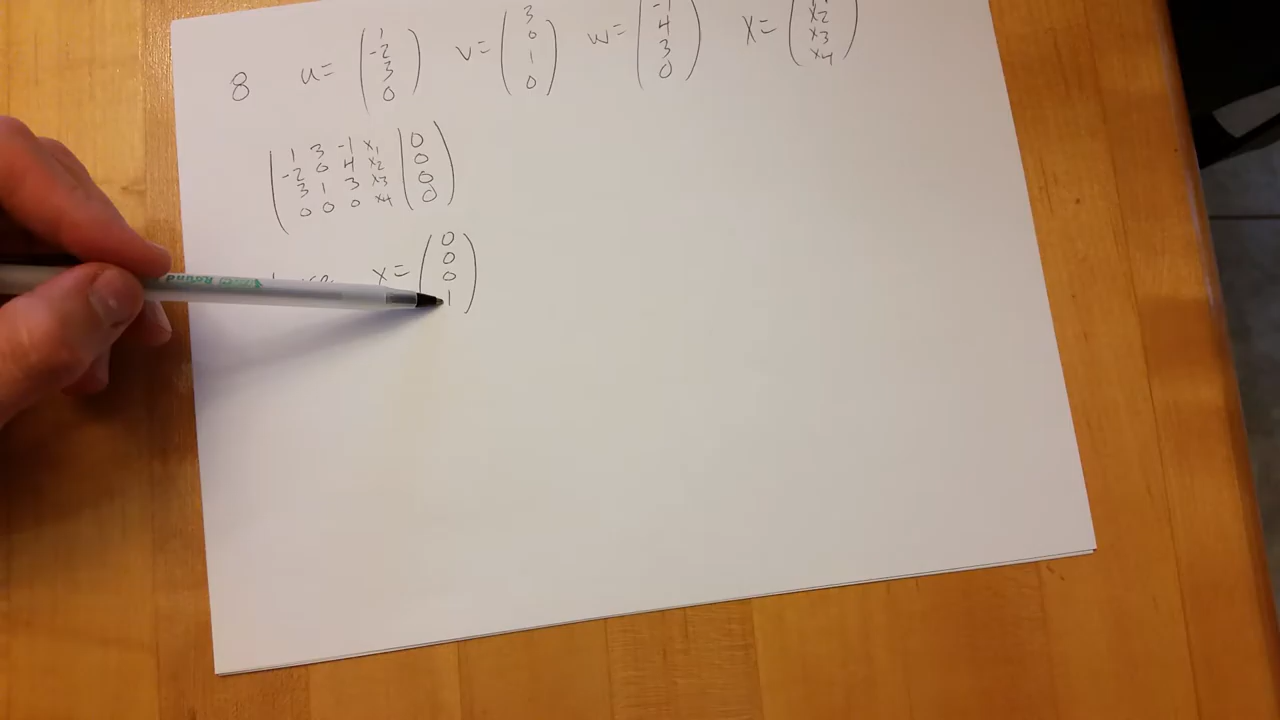 8 u= (1 -2 3 0) v= (3 0 1 0) w= (-1 4 3 0) X= (x2 x3 x4)
1 3 -1 x1 | 0
-2 0 4 x2 | 0
3 1 3 x3 | 0
0 0 0 x4 | 0
x= (0 0 0 1)
Round